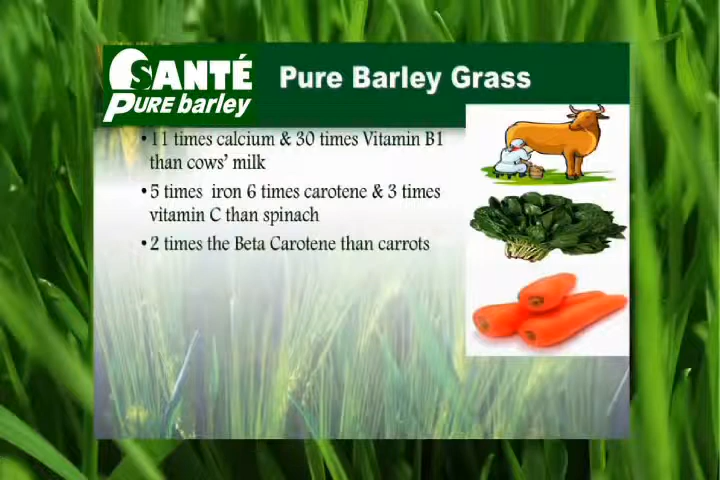 SANTÉ
PURE barley
Pure Barley Grass
• 11 times calcium & 30 times Vitamin B1
than cows' milk
• 5 times iron 6 times carotene & 3 times
vitamin C than spinach
• 2 times the Beta Carotene than carrots